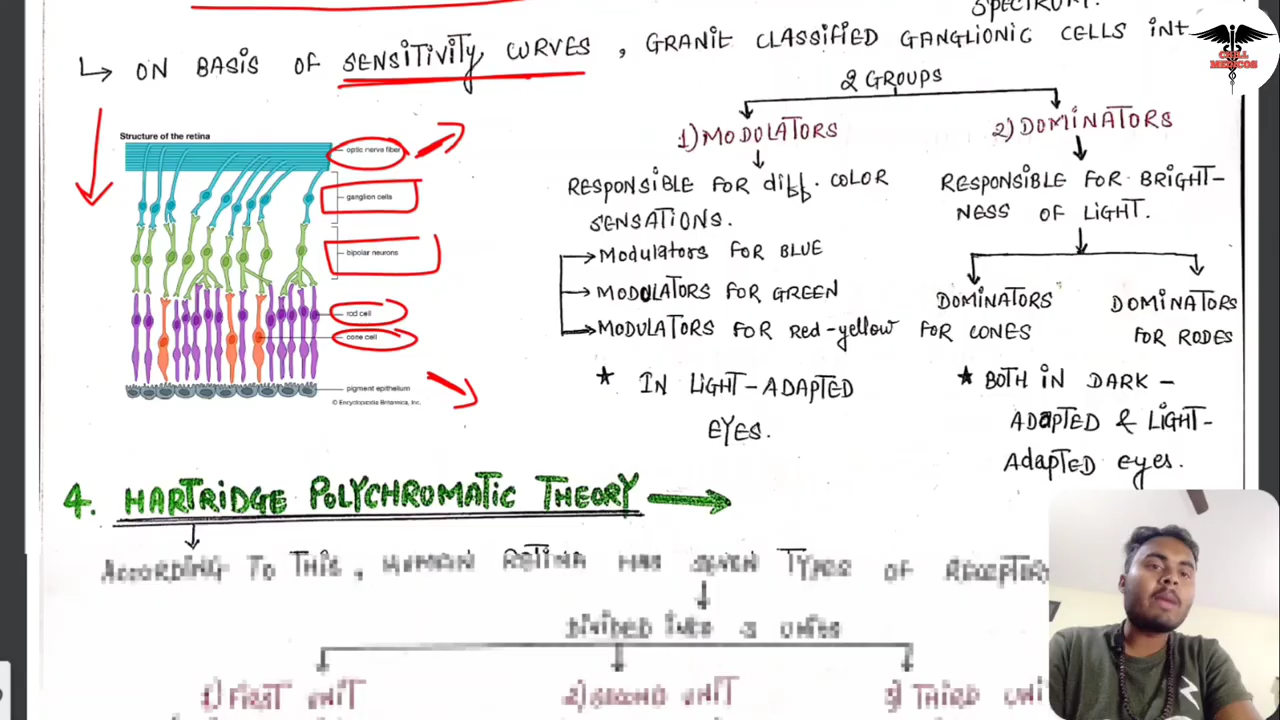 SPECTRUM.
↳ ON BASIS OF SENSITIVITY CURVES, GRANIT CLASSIFIED GANGLIONIC CELLS INT
2 GROUPS
CHILL MEDICOS
Structure of the retina
optic nerve fiber
ganglion cells
bipolar neurons
rod cell
cone cell
pigment epithelium
© Encyclopædia Britannica, Inc.
1) MODULATORS
RESPONSIBLE FOR diff. COLOR
SENSATIONS.
Modulators FOR BLUE
MODULATORS FOR GREEN
MODULATORS FOR Red-yellow
★ IN LIGHT-ADAPTED
EYES.
2) DOMINATORS
RESPONSIBLE FOR BRIGHT-
NESS OF LIGHT.
DOMINATORS
FOR CONES
DOMINATORS
FOR RODES
★ BOTH IN DARK-
ADAPTED & LIGHT-
Adapted eyes.
4. HARTRIDGE POLYCHROMATIC THEORY
ACCORDING TO THIS, HUMAN RETINA HAS SEVEN TYPES OF RECEPTOR
DIVIDED INTO 3 UNITS
1) FIRST UNIT
2) SECOND UNIT
3) THIRD UNI